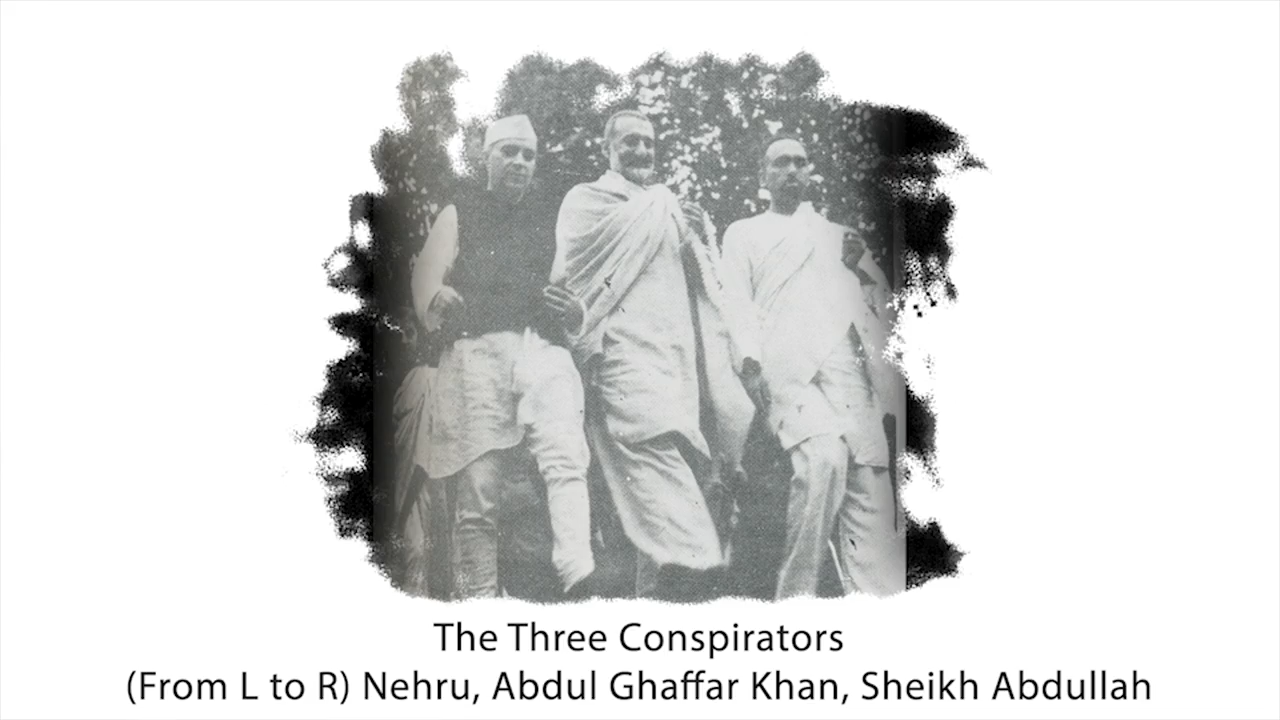 The Three Conspirators
(From L to R) Nehru, Abdul Ghaffar Khan, Sheikh Abdullah